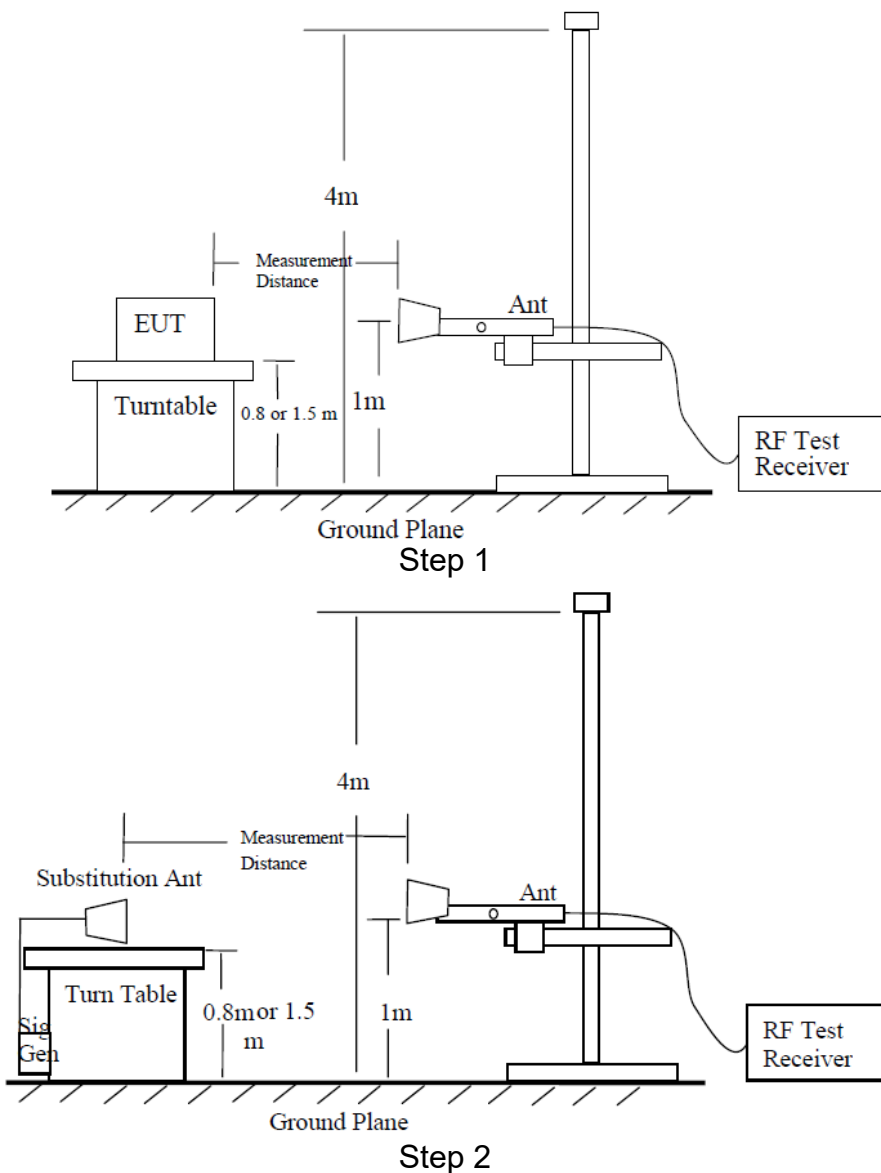 4m
Measurement
Distance
EUT
Ant
Turntable
0.8 or 1.5 m
1m
RF Test
Receiver
Ground Plane
Step 1
4m
Measurement
Distance
Substitution Ant
Ant
Turn Table
0.8m or 1.5
m
1m
Sig
Gen
RF Test
Receiver
Ground Plane
Step 2